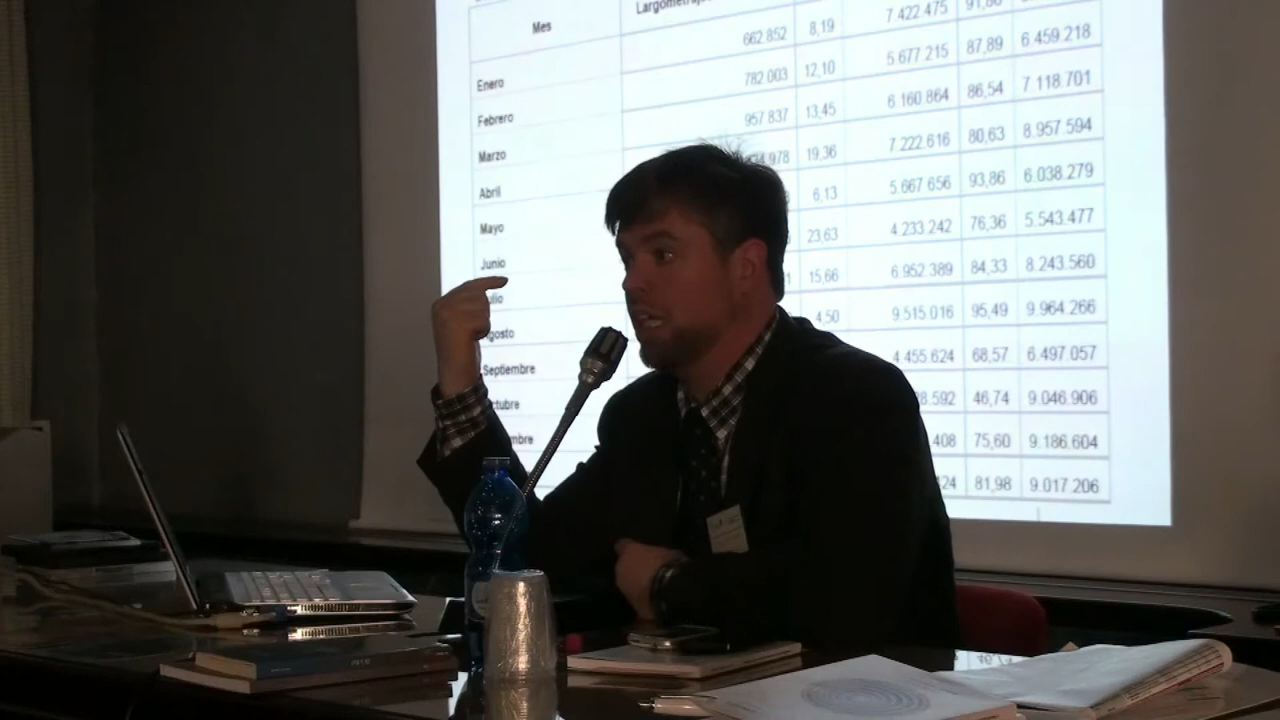 Mes
662 852 8,19 7 422 475
Enero 782 003 12,10 5 677 215 87,89 6 459.218
Febrero 957 837 13,45 6 160 864 86,54 7 118 701
Marzo 19,36 7.222 616 80,63 8.957.594
Abril 6,13 5.667 656 93,86 6.038.279
Mayo 23,63 4 233 242 76,36 5.543.477
Junio 15,66 6 952 389 84,33 8.243.560
4,50 9.515 016 95,49 9.964.266
Septiembre 4 455 624 68,57 6.497.057
46,74 9 046 906
408 75,60 9 186 604
81,98 9 017 206